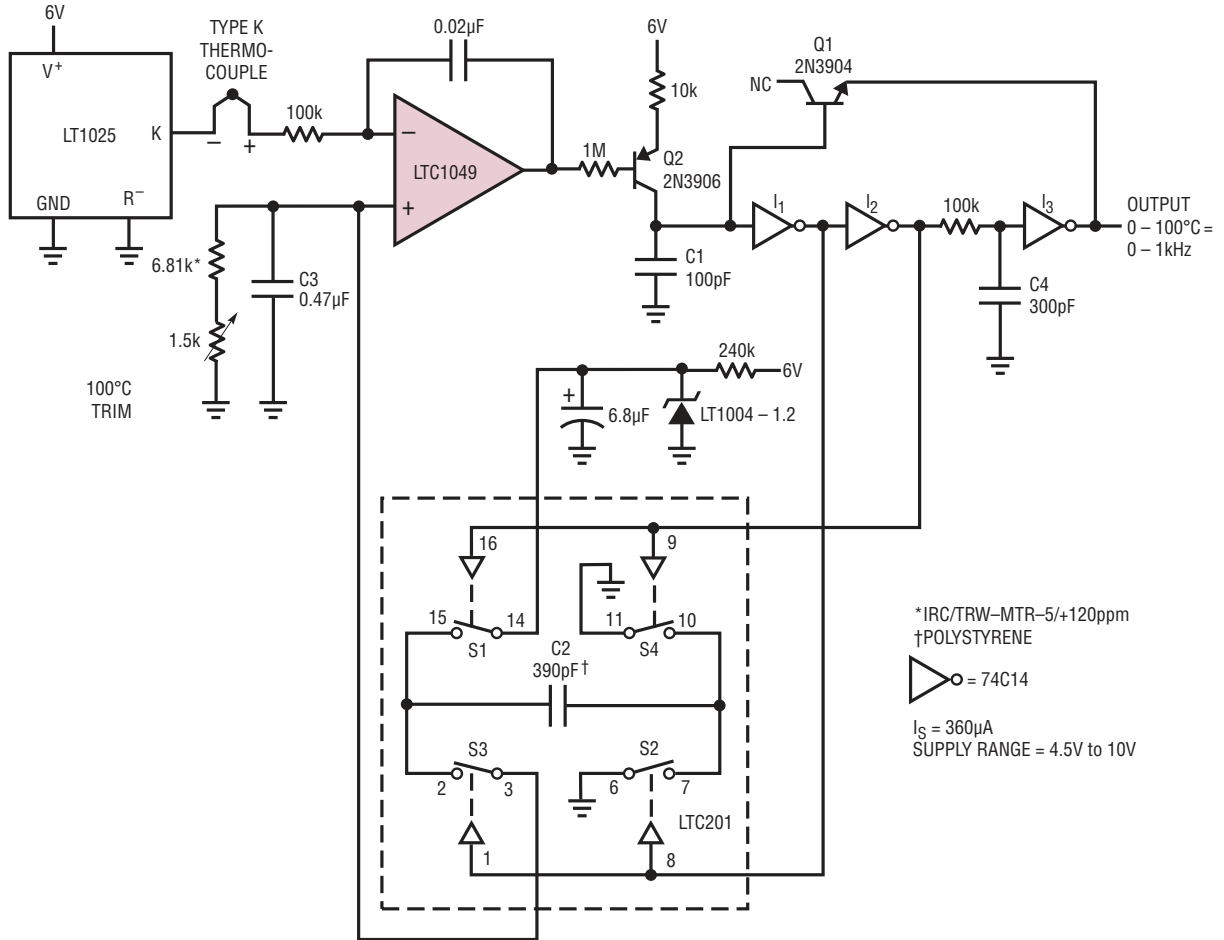 6V
V+
LT1025
K
GND
R–
TYPE K
THERMO-
COUPLE
–
+
100k
0.02µF
–
LTC1049
+
1M
6V
10k
Q2
2N3906
Q1
2N3904
NC
I1
I2
100k
I3
OUTPUT
0 – 100°C =
0 – 1kHz
C1
100pF
C4
300pF
6.81k*
C3
0.47µF
1.5k
100°C
TRIM
240k
6V
+
6.8µF
LT1004 – 1.2
16
9
15
14
S1
11
10
S4
C2
390pF†
S3
2
3
S2
6
7
LTC201
1
8
*IRC/TRW–MTR–5/+120ppm
†POLYSTYRENE
= 74C14
IS = 360µA
SUPPLY RANGE = 4.5V to 10V